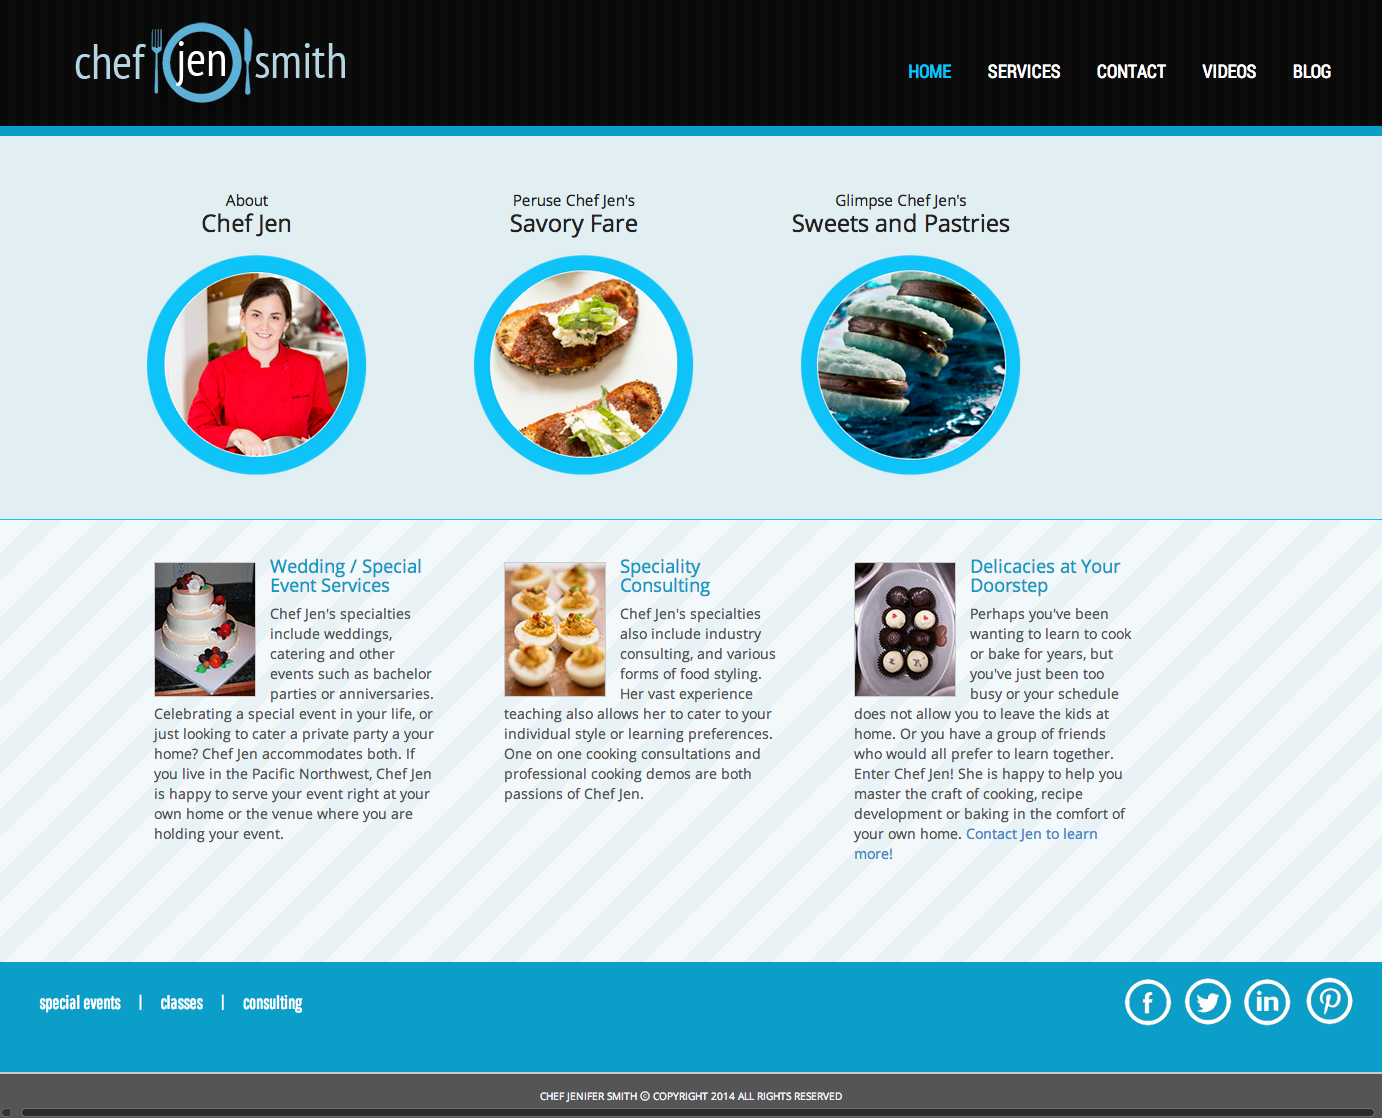 chef jen smith
HOME SERVICES CONTACT VIDEOS BLOG
About
Chef Jen
Peruse Chef Jen's
Savory Fare
Glimpse Chef Jen's
Sweets and Pastries
Wedding / Special
Event Services
Chef Jen's specialties
include weddings,
catering and other
events such as bachelor
parties or anniversaries.
Celebrating a special event in your life, or
just looking to cater a private party a your
home? Chef Jen accommodates both. If
you live in the Pacific Northwest, Chef Jen
is happy to serve your event right at your
own home or the venue where you are
holding your event.
Speciality
Consulting
Chef Jen's specialties
also include industry
consulting, and various
forms of food styling.
Her vast experience
teaching also allows her to cater to your
individual style or learning preferences.
One on one cooking consultations and
professional cooking demos are both
passions of Chef Jen.
Delicacies at Your
Doorstep
Perhaps you've been
wanting to learn to cook
or bake for years, but
you've just been too
busy or your schedule
does not allow you to leave the kids at
home. Or you have a group of friends
who would all prefer to learn together.
Enter Chef Jen! She is happy to help you
master the craft of cooking, recipe
development or baking in the comfort of
your own home. Contact Jen to learn
more!
special events | classes | consulting
CHEF JENIFER SMITH © COPYRIGHT 2014 ALL RIGHTS RESERVED